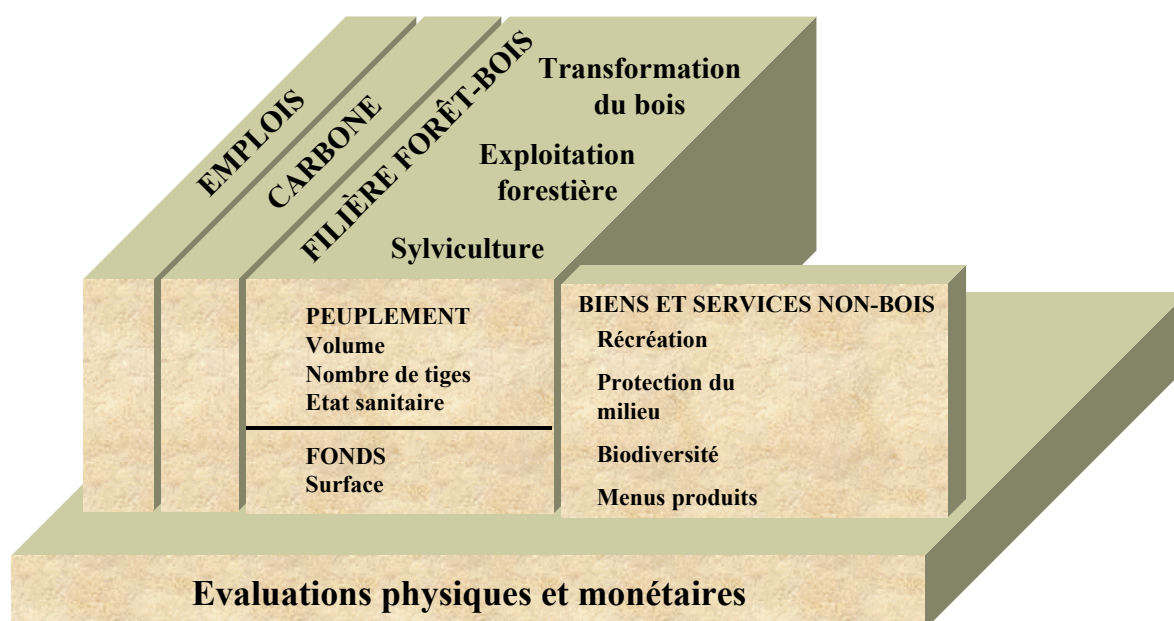 EMPLOIS
CARBONE
FILIÈRE FORÊT-BOIS
Transformation
du bois
Exploitation
forestière
Sylviculture
PEUPLEMENT
Volume
Nombre de tiges
Etat sanitaire
FONDS
Surface
BIENS ET SERVICES NON-BOIS
Récréation
Protection du
milieu
Biodiversité
Menus produits
Evaluations physiques et monétaires